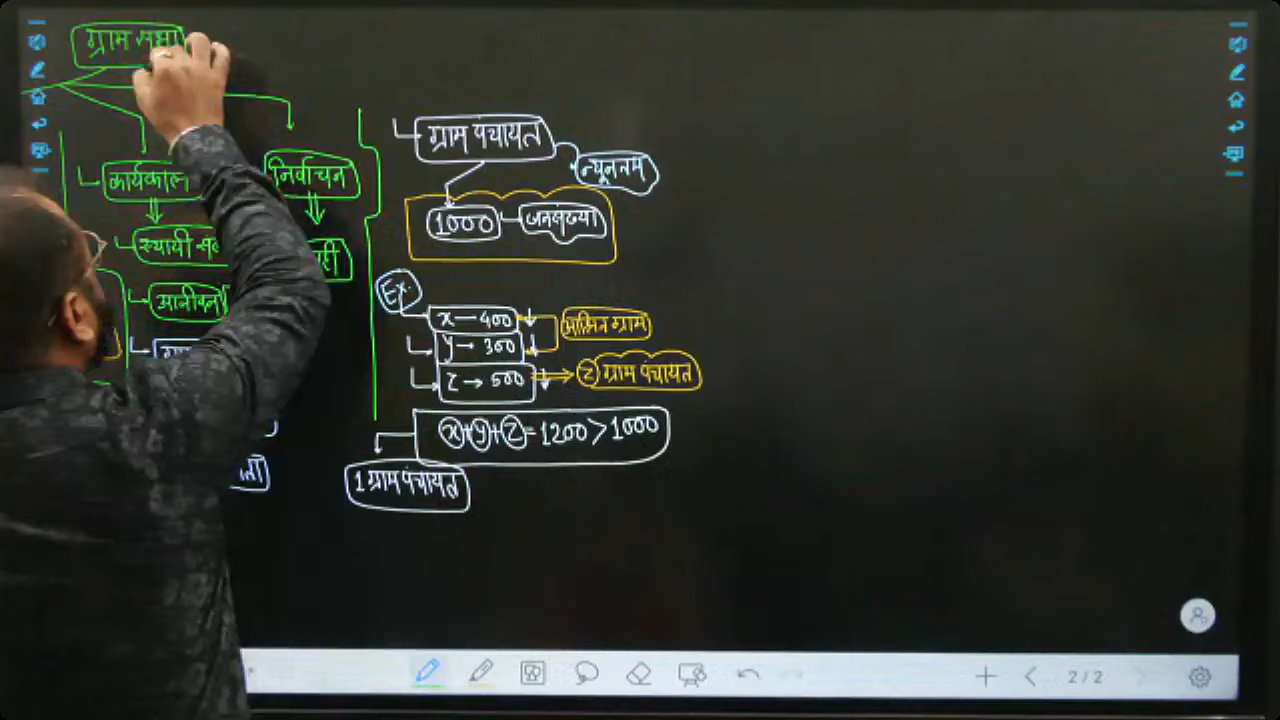 ग्राम सभा
कार्यकाल
निर्वाचन
स्थायी
आजीवन
ग्राम पंचायत
न्यूनतम
1000 जनसंख्या
Ex.
x — 400
y → 300
z → 500
आश्रित ग्राम
z ग्राम पंचायत
x + y + z = 1200 > 1000
1 ग्राम पंचायत
2 / 2